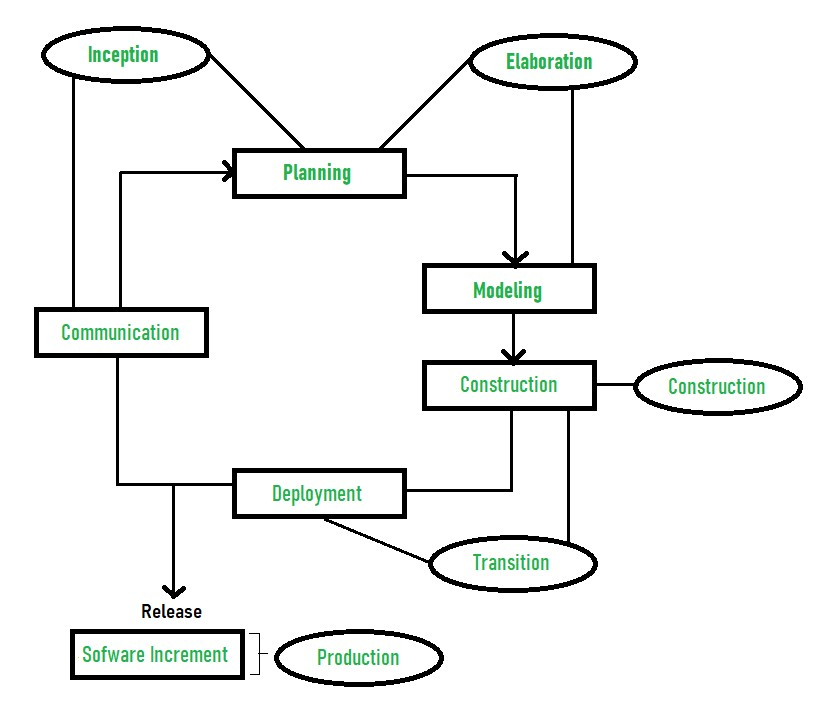 Inception
Elaboration
Planning
Modeling
Communication
Construction
Construction
Deployment
Transition
Release
Sofware Increment
Production